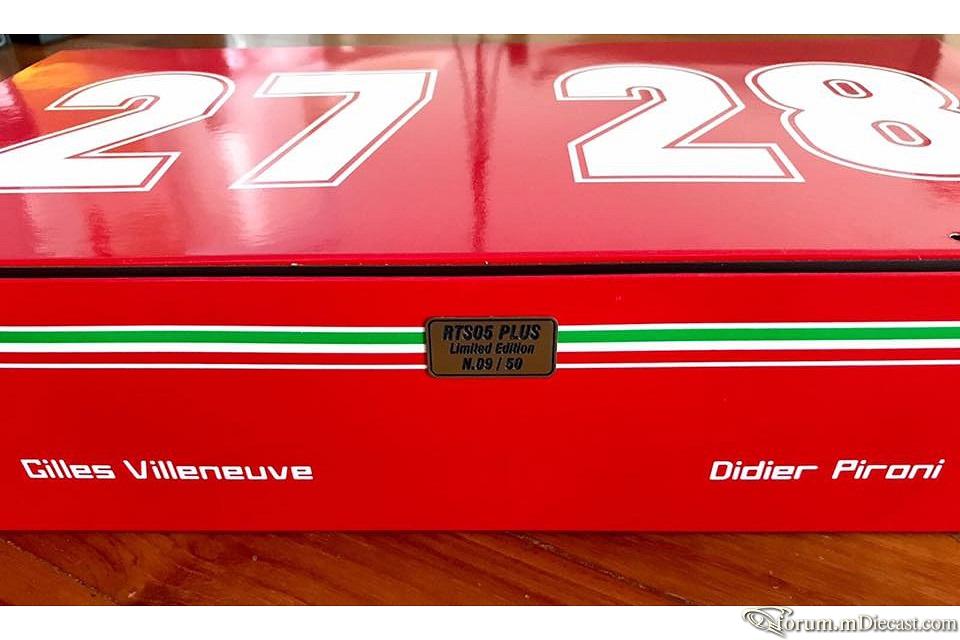 27 28
RTS05 PLUS
Limited Edition
N.09 / 50
Gilles Villeneuve Didier Pironi
forum.mDiecast.com